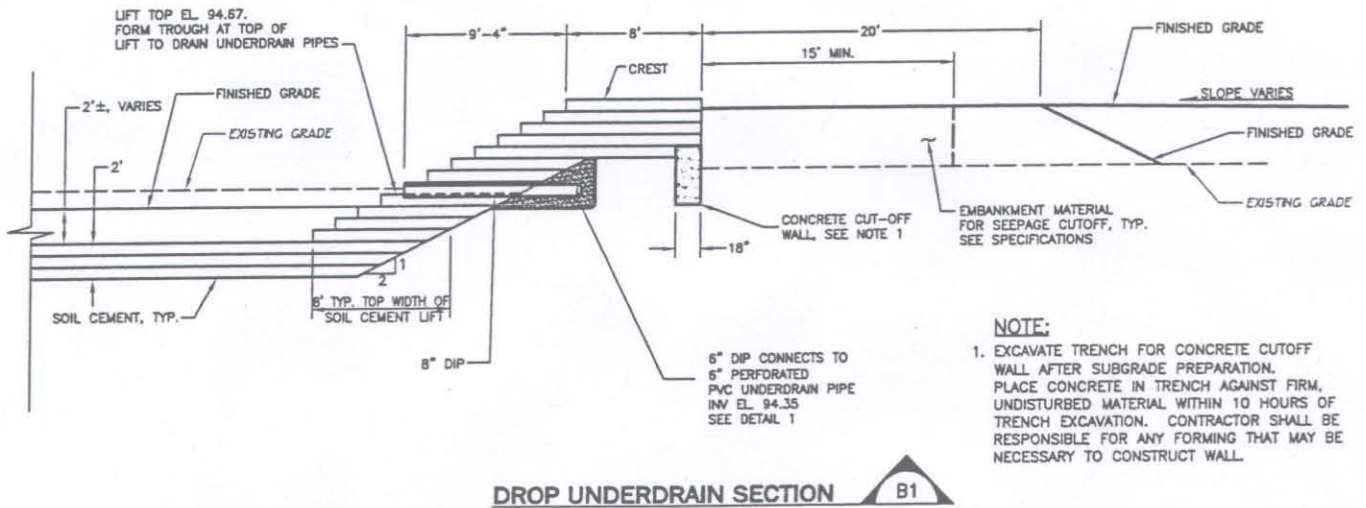 LIFT TOP EL. 94.67.
FORM TROUGH AT TOP OF
LIFT TO DRAIN UNDERDRAIN PIPES
9'-4"
8'
20'
FINISHED GRADE
15' MIN.
CREST
2'±, VARIES
FINISHED GRADE
SLOPE VARIES
EXISTING GRADE
FINISHED GRADE
2'
EXISTING GRADE
CONCRETE CUT-OFF
WALL, SEE NOTE 1
EMBANKMENT MATERIAL
FOR SEEPAGE CUTOFF, TYP.
SEE SPECIFICATIONS
18"
1
2
SOIL CEMENT, TYP.
8' TYP. TOP WIDTH OF
SOIL CEMENT LIFT
8" DIP
6" DIP CONNECTS TO
6" PERFORATED
PVC UNDERDRAIN PIPE
INV EL. 94.35
SEE DETAIL 1
NOTE:
1. EXCAVATE TRENCH FOR CONCRETE CUTOFF
WALL AFTER SUBGRADE PREPARATION.
PLACE CONCRETE IN TRENCH AGAINST FIRM,
UNDISTURBED MATERIAL WITHIN 10 HOURS OF
TRENCH EXCAVATION. CONTRACTOR SHALL BE
RESPONSIBLE FOR ANY FORMING THAT MAY BE
NECESSARY TO CONSTRUCT WALL.
DROP UNDERDRAIN SECTION
B1